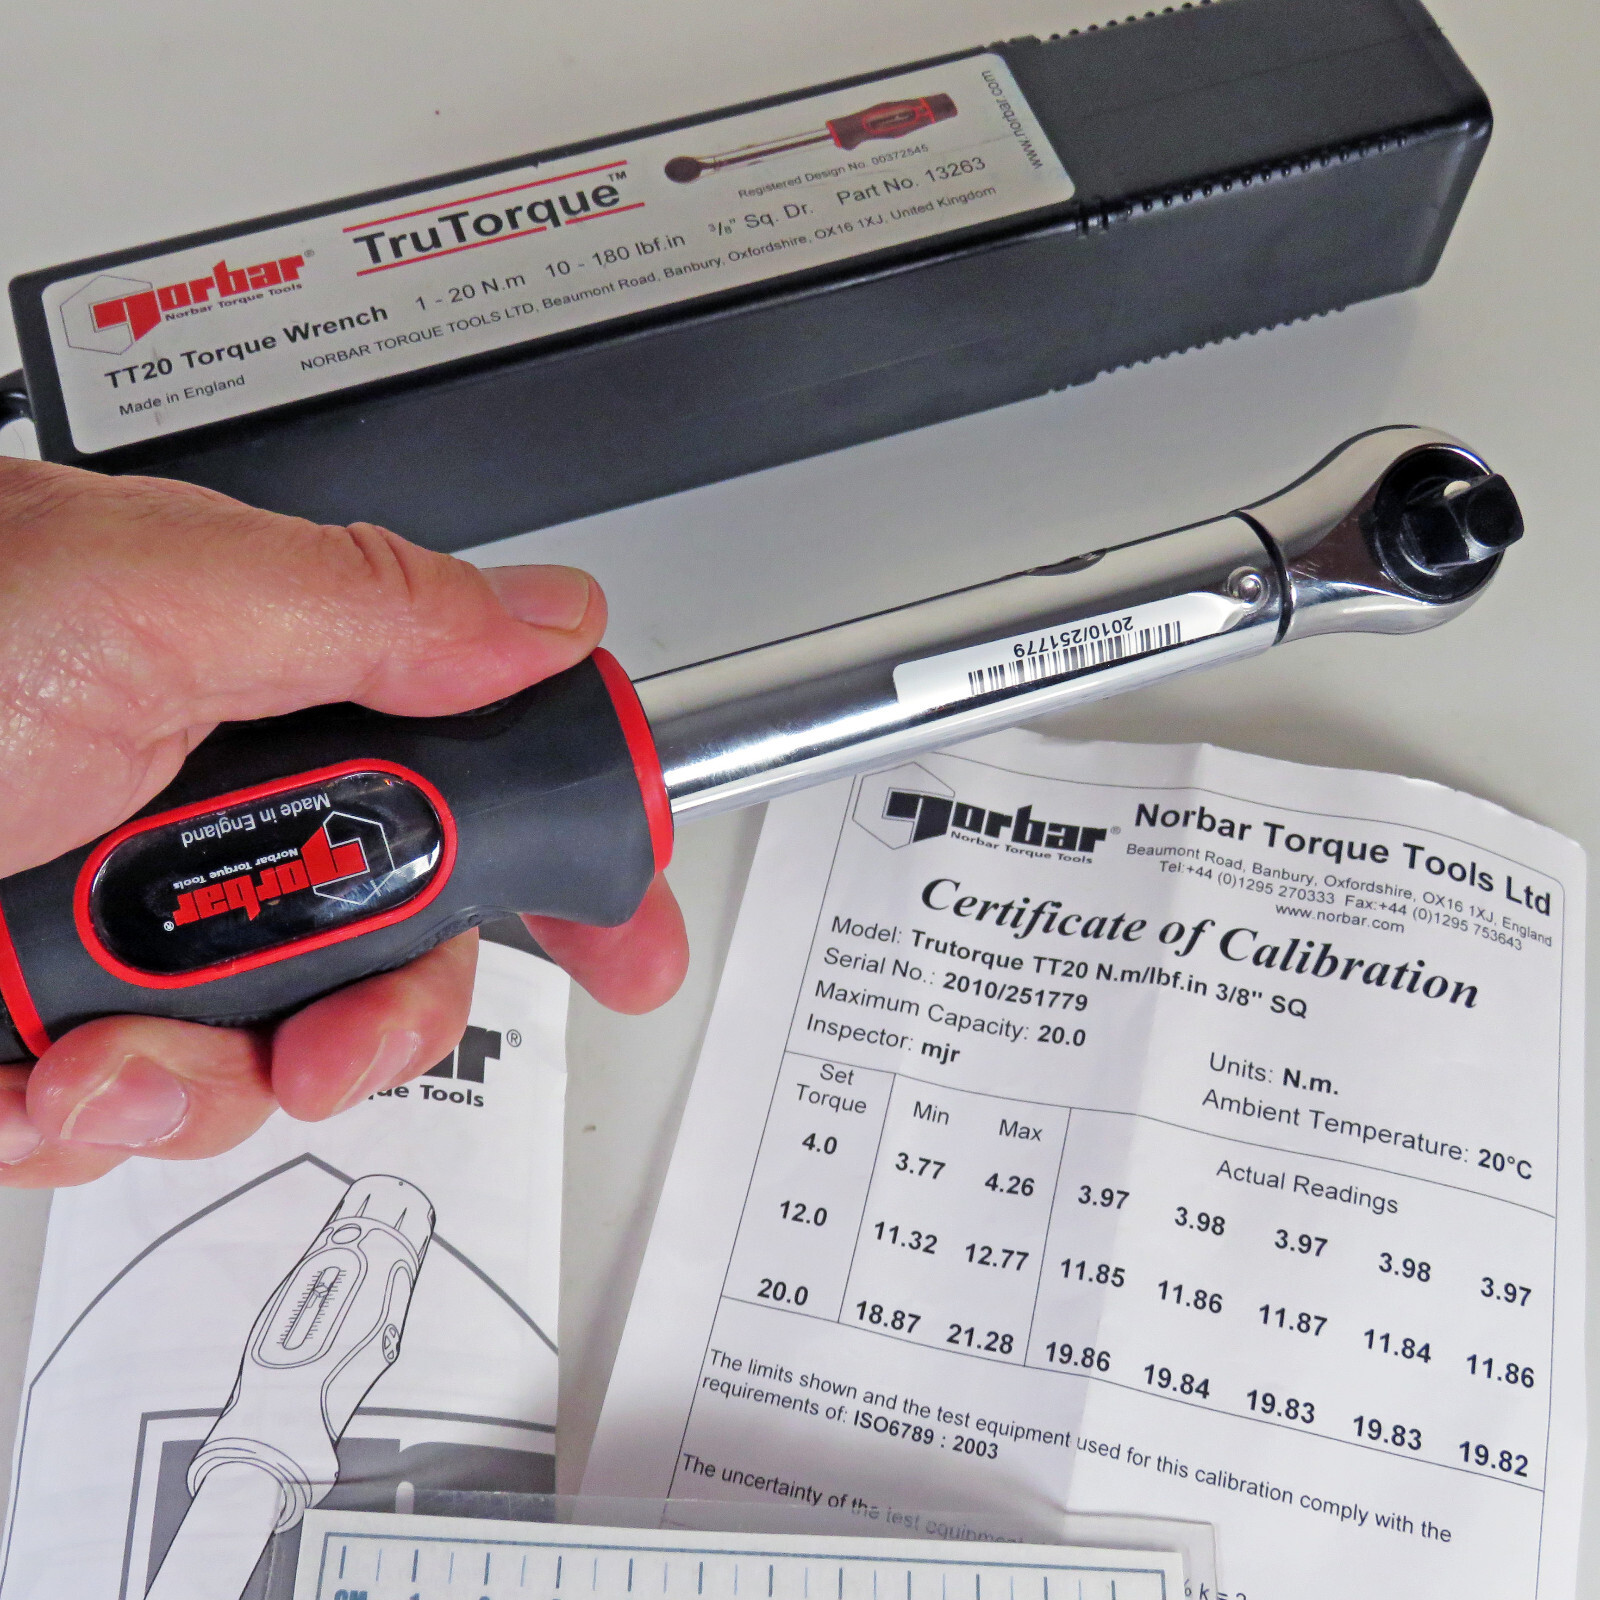 norbar®
Norbar Torque Tools
TruTorque™
Registered Design No. 00372545
www.norbar.com
TT20 Torque Wrench 1 - 20 N.m 10 - 180 lbf.in 3/8" Sq. Dr. Part No. 13263
Made in England NORBAR TORQUE TOOLS LTD, Beaumont Road, Banbury, Oxfordshire, OX16 1XJ, United Kingdom
2010/251779
Made in England
norbar®
Norbar Torque Tools
ar®
ue Tools
norbar®
Norbar Torque Tools
Norbar Torque Tools Ltd
Beaumont Road, Banbury, Oxfordshire, OX16 1XJ, England
Tel:+44 (0)1295 270333 Fax:+44 (0)1295 753643
www.norbar.com
Certificate of Calibration
Model: Trutorque TT20 N.m/lbf.in 3/8" SQ
Serial No.: 2010/251779
Maximum Capacity: 20.0 Units: N.m.
Inspector: mjr Ambient Temperature: 20°C
Set Torque Min Max Actual Readings
4.0 3.77 4.26 3.97 3.98 3.97 3.98 3.97
12.0 11.32 12.77 11.85 11.86 11.87 11.84 11.86
20.0 18.87 21.28 19.86 19.84 19.83 19.83 19.82
The limits shown and the test equipment used for this calibration comply with the
requirements of: ISO6789 : 2003
The uncertainty of the test equipment
% k = 2
CM 1